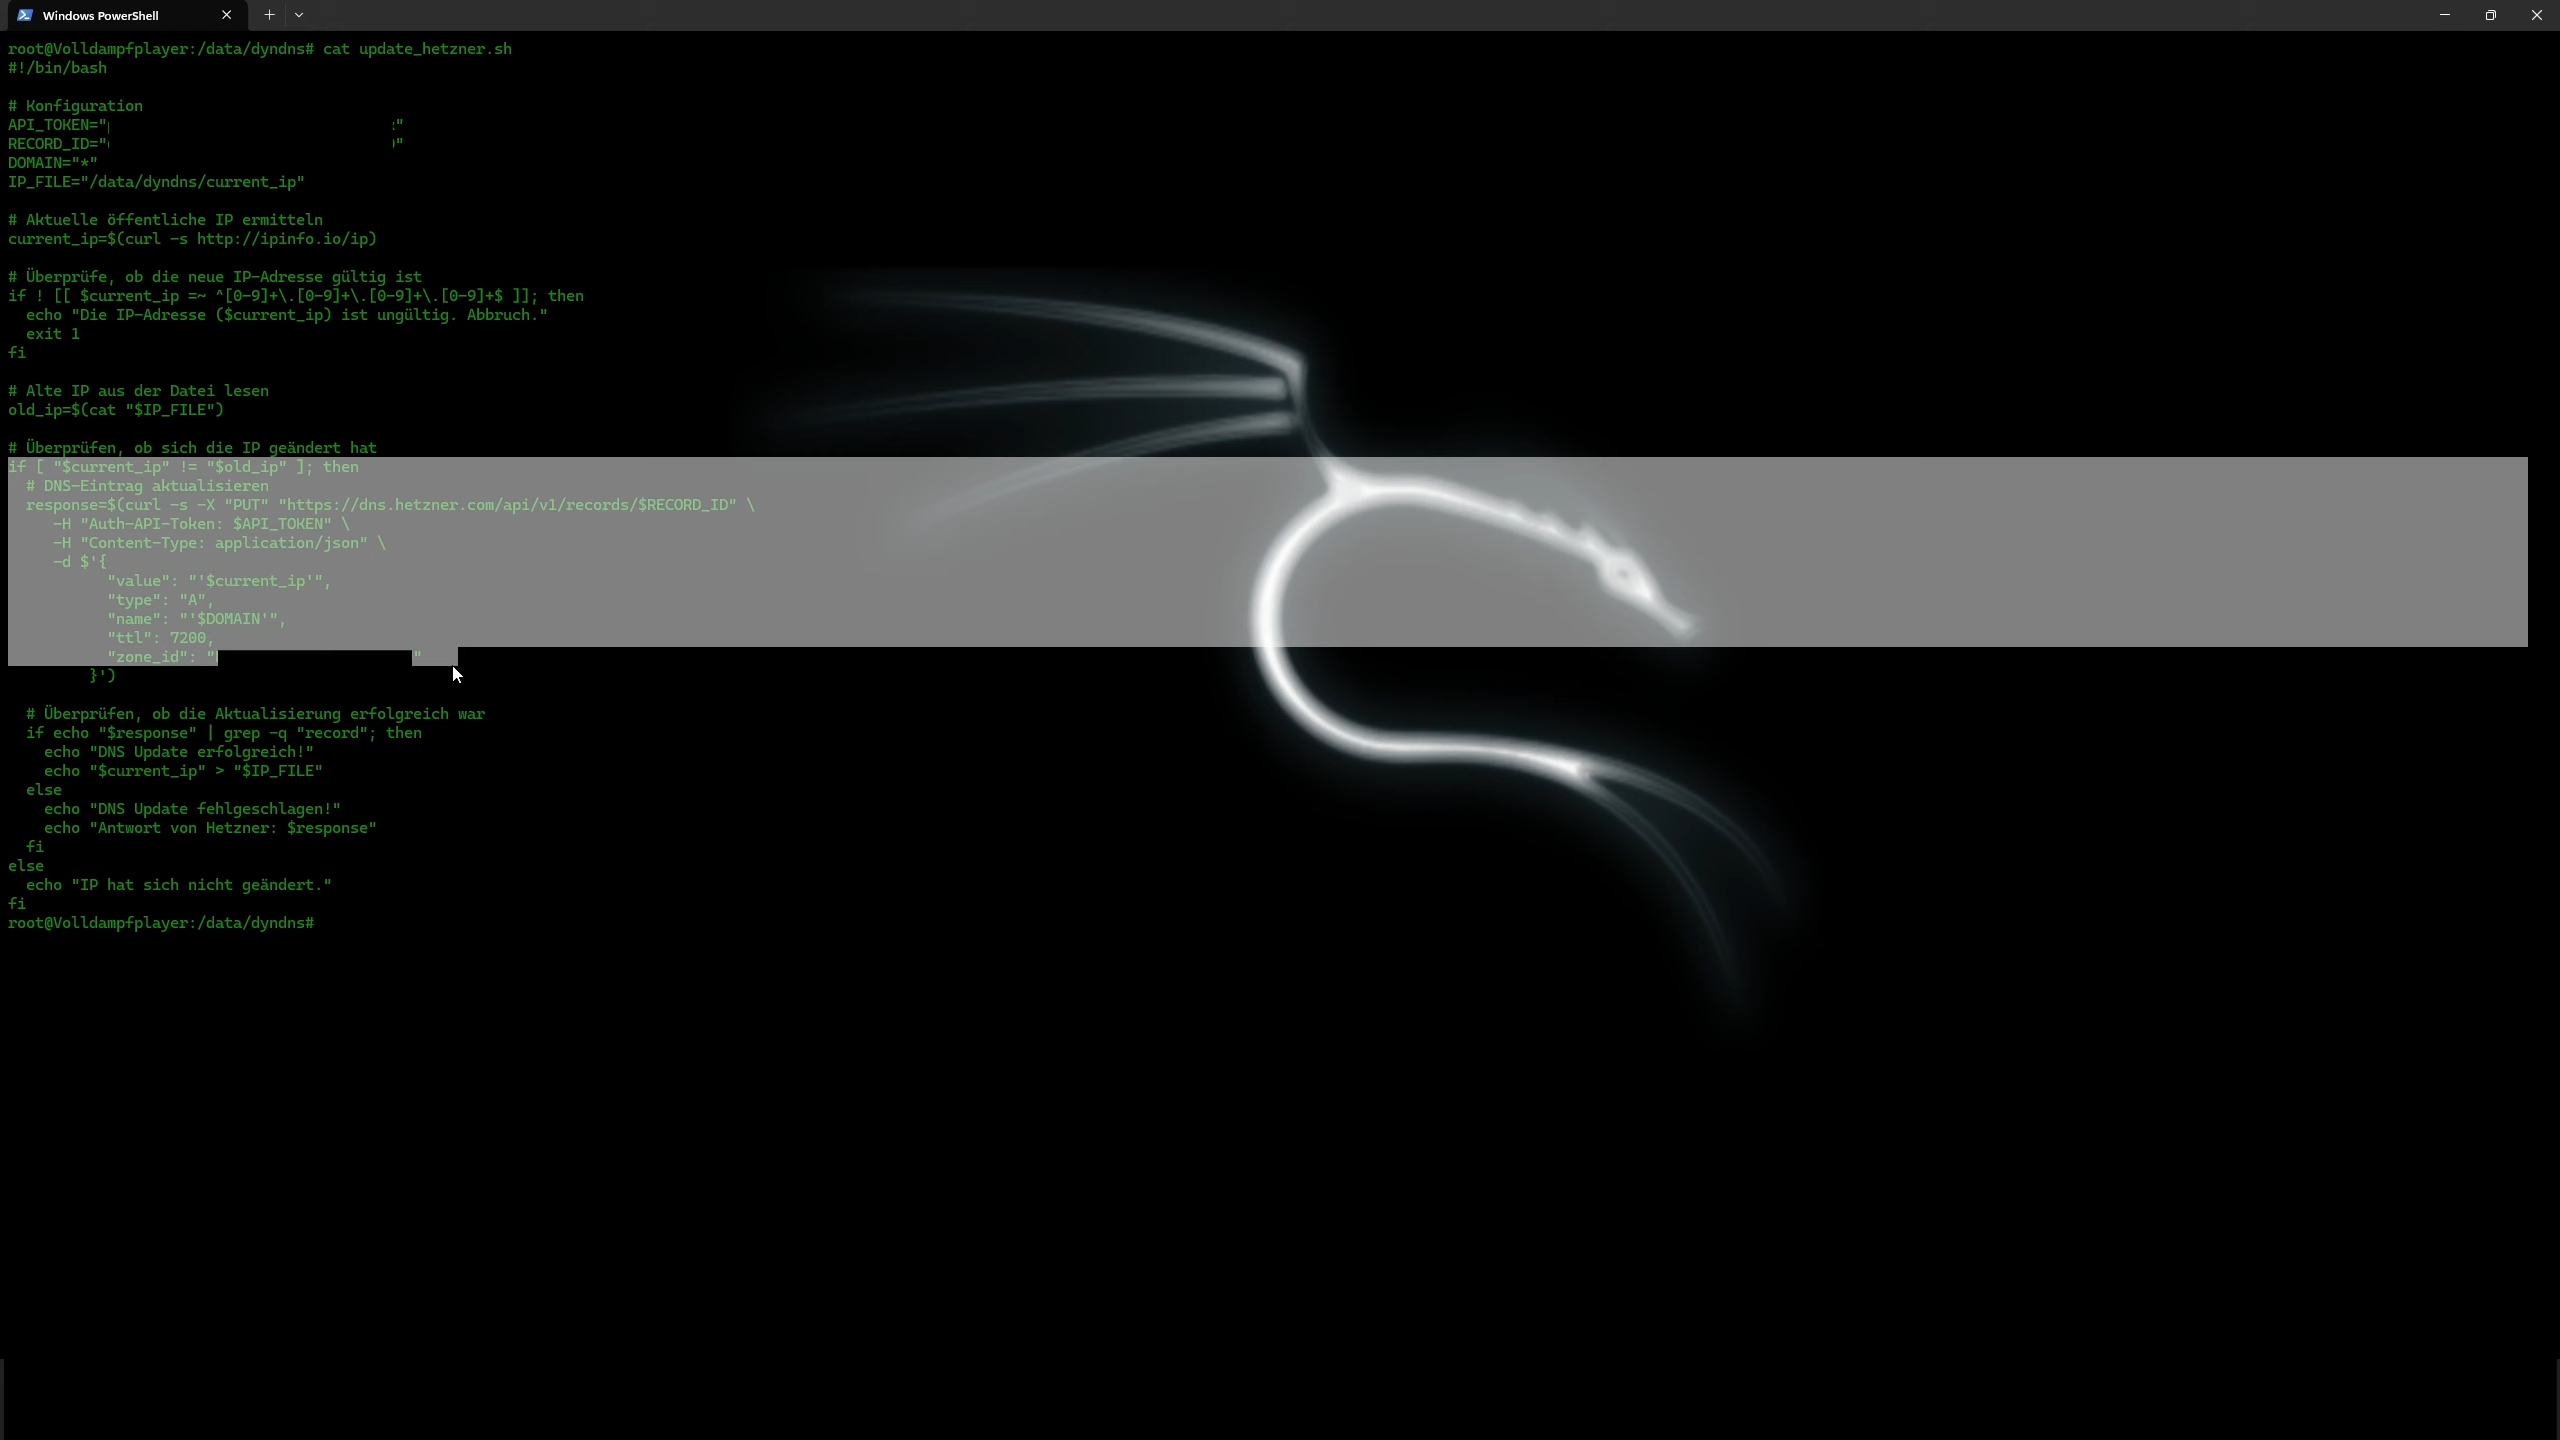 Windows PowerShell
root@Volldampfplayer:/data/dyndns# cat update_hetzner.sh
#!/bin/bash
# Konfiguration
API_TOKEN=" "
RECORD_ID=" "
DOMAIN="*"
IP_FILE="/data/dyndns/current_ip"
# Aktuelle öffentliche IP ermitteln
current_ip=$(curl -s http://ipinfo.io/ip)
# Überprüfe, ob die neue IP-Adresse gültig ist
if ! [[ $current_ip =~ ^[0-9]+\.[0-9]+\.[0-9]+\.[0-9]+$ ]]; then
  echo "Die IP-Adresse ($current_ip) ist ungültig. Abbruch."
  exit 1
fi
# Alte IP aus der Datei lesen
old_ip=$(cat "$IP_FILE")
# Überprüfen, ob sich die IP geändert hat
if [ "$current_ip" != "$old_ip" ]; then
  # DNS-Eintrag aktualisieren
  response=$(curl -s -X "PUT" "https://dns.hetzner.com/api/v1/records/$RECORD_ID" \
     -H "Auth-API-Token: $API_TOKEN" \
     -H "Content-Type: application/json" \
     -d $'{
           "value": "'$current_ip'",
           "type": "A",
           "name": "'$DOMAIN'",
           "ttl": 7200,
           "zone_id": " "
         }')
  # Überprüfen, ob die Aktualisierung erfolgreich war
  if echo "$response" | grep -q "record"; then
    echo "DNS Update erfolgreich!"
    echo "$current_ip" > "$IP_FILE"
  else
    echo "DNS Update fehlgeschlagen!"
    echo "Antwort von Hetzner: $response"
  fi
else
  echo "IP hat sich nicht geändert."
fi
root@Volldampfplayer:/data/dyndns#